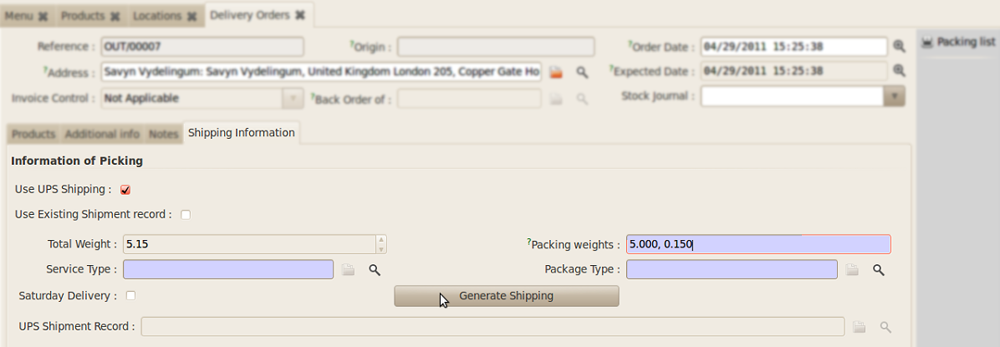 Menu Products Locations Delivery Orders
Reference : OUT/00007 ?Origin : ?Order Date : 04/29/2011 15:25:38 Packing list
?Address : Savyn Vydelingum: Savyn Vydelingum, United Kingdom London 205, Copper Gate Ho ?Expected Date : 04/29/2011 15:25:38
Invoice Control : Not Applicable ?Back Order of : Stock Journal :
Products Additional info Notes Shipping Information
Information of Picking
Use UPS Shipping :
Use Existing Shipment record :
Total Weight : 5.15 ?Packing weights : 5.000, 0.150
Service Type : Package Type :
Saturday Delivery : Generate Shipping
UPS Shipment Record :